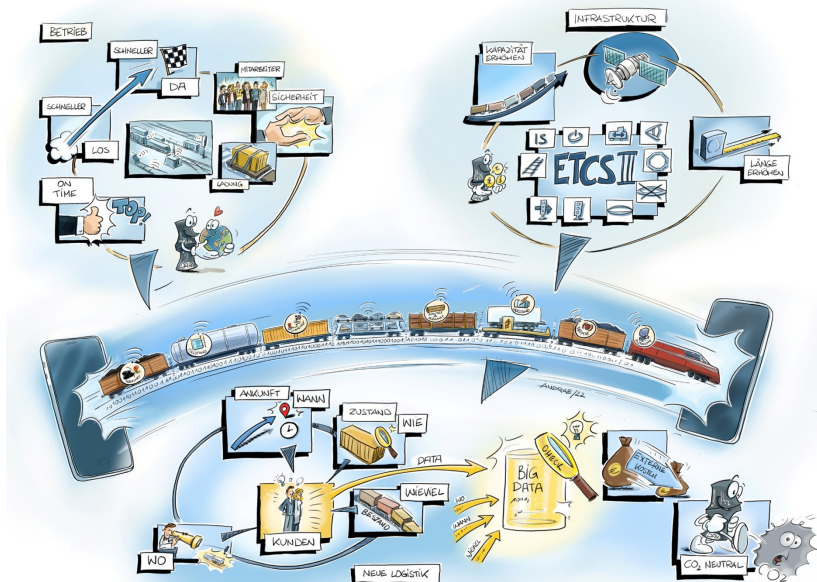 BETRIEB
SCHNELLER
DA
MITARBEITER
SICHERHEIT
SCHNELLER
LOS
LADUNG
ON
TIME
TOP!
INFRASTRUKTUR
KAPAZITÄT
ERHÖHEN
IS
ETCS III
LÄNGE
ERHÖHEN
ANDRAE/22
ANKUNFT
WANN
ZUSTAND
WIE
DATA
WIEVIEL
BESTAND
KUNDEN
WO
NEUE LOGISTIK
BIG
DATA
CHECK
WO
WANN
EXTERNE
KOSTEN
CO₂ NEUTRAL
CO₂